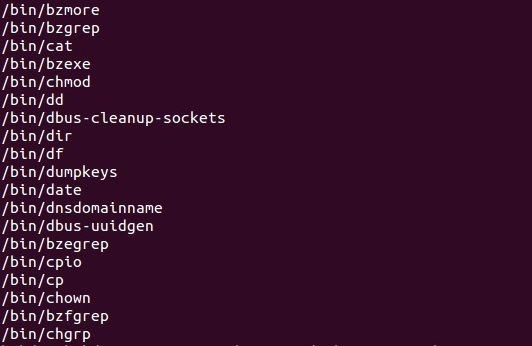 /bin/bzmore
/bin/bzgrep
/bin/cat
/bin/bzexe
/bin/chmod
/bin/dd
/bin/dbus-cleanup-sockets
/bin/dir
/bin/df
/bin/dumpkeys
/bin/date
/bin/dnsdomainname
/bin/dbus-uuidgen
/bin/bzegrep
/bin/cpio
/bin/cp
/bin/chown
/bin/bzfgrep
/bin/chgrp